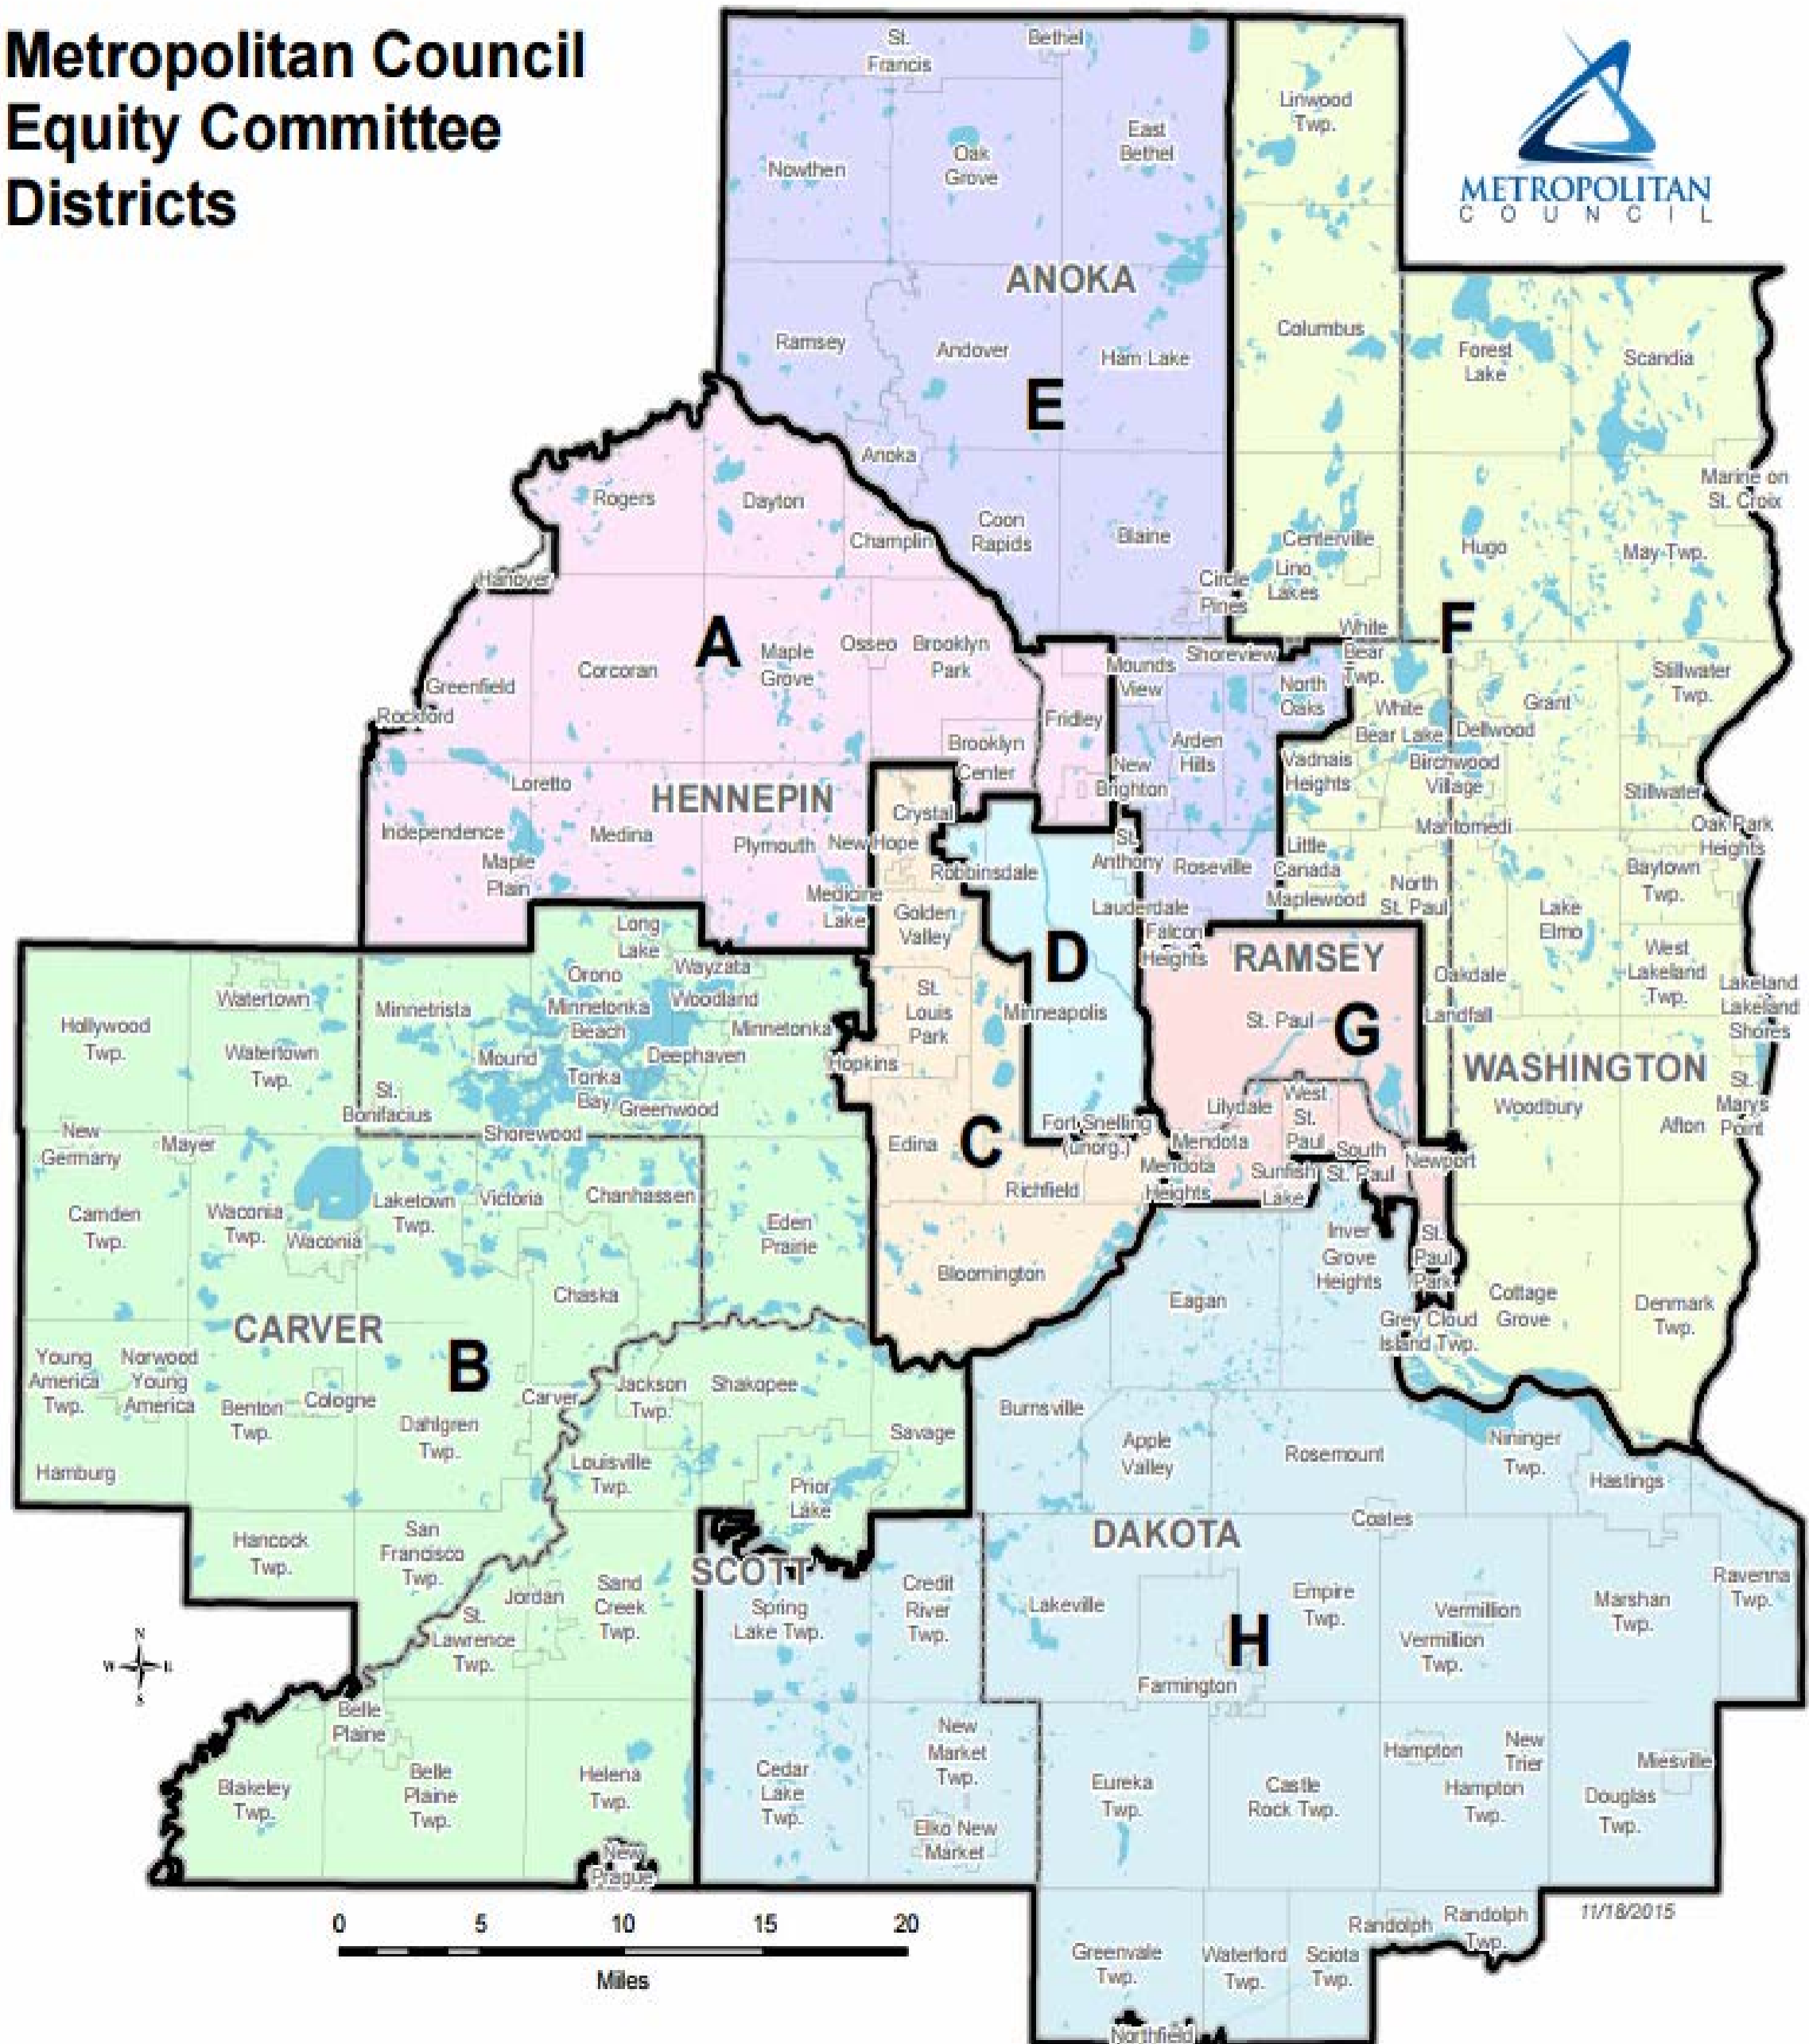 Metropolitan Council
Equity Committee
Districts
METROPOLITAN
COUNCIL
St.
Francis
Bethel
Linwood
Twp.
Nowthen
Oak
Grove
East
Bethel
ANOKA
Ramsey
Andover
Ham Lake
Columbus
Forest
Lake
Scandia
E
Anoka
Rogers
Dayton
Champlin
Coon
Rapids
Blaine
Centerville
Lino
Lakes
Circle
Pines
Hugo
May Twp.
Marine on
St. Croix
Hanover
A
F
Corcoran
Maple
Grove
Osseo
Brooklyn
Park
Greenfield
Rockford
Fridley
Mounds
View
Shoreview
North
Oaks
White
Bear
Twp.
White
Bear Lake
Dellwood
Grant
Stillwater
Twp.
Brooklyn
Center
New
Brighton
Arden
Hills
Vadnais
Heights
Birchwood
Village
Stillwater
Loretto
HENNEPIN
Independence
Medina
Plymouth
New Hope
Crystal
Maple
Plain
Medicine
Lake
Robbinsdale
St.
Anthony
Roseville
Little
Canada
Mahtomedi
Oak Park
Heights
Baytown
Twp.
Maplewood
North
St. Paul
Lauderdale
Falcon
Heights
Lake
Elmo
Golden
Valley
D
RAMSEY
Long
Lake
Orono
Wayzata
Minnetonka
Beach
Woodland
Minnetonka
Minnetrista
Watertown
Hollywood
Twp.
Watertown
Twp.
Mound
Deephaven
Tonka
Bay
Greenwood
Hopkins
St.
Louis
Park
Minneapolis
St. Paul
G
Oakdale
Landfall
West
Lakeland
Twp.
Lakeland
Lakeland
Shores
WASHINGTON
St.
Bonifacius
Shorewood
New
Germany
Mayer
Edina
C
Fort Snelling
(unorg.)
Lilydale
Mendota
Mendota
Heights
West
St.
Paul
South
St. Paul
Sunfish
Lake
Newport
Woodbury
Afton
St.
Marys
Point
Camden
Twp.
Waconia
Twp.
Waconia
Laketown
Twp.
Victoria
Chanhassen
Eden
Prairie
Richfield
Bloomington
Eagan
Inver
Grove
Heights
St.
Paul
Park
Grey Cloud
Island Twp.
Cottage
Grove
Denmark
Twp.
Chaska
CARVER
B
Young
America
Twp.
Norwood
Young
America
Benton
Twp.
Cologne
Dahlgren
Twp.
Carver
Jackson
Twp.
Shakopee
Savage
Burnsville
Hamburg
Louisville
Twp.
Prior
Lake
Apple
Valley
Rosemount
Nininger
Twp.
Hastings
Hancock
Twp.
San
Francisco
Twp.
Coates
DAKOTA
SCOTT
Jordan
Sand
Creek
Twp.
St.
Lawrence
Twp.
Spring
Lake Twp.
Credit
River
Twp.
Lakeville
H
Empire
Twp.
Vermillion
Vermillion
Twp.
Marshan
Twp.
Ravenna
Twp.
Farmington
N
W
E
S
Belle
Plaine
Blakeley
Twp.
Belle
Plaine
Twp.
Helena
Twp.
New
Prague
Cedar
Lake
Twp.
New
Market
Twp.
Elko New
Market
Eureka
Twp.
Castle
Rock Twp.
Hampton
Hampton
Twp.
New
Trier
Miesville
Douglas
Twp.
0 5 10 15 20
Miles
11/18/2015
Greenvale
Twp.
Waterford
Twp.
Sciota
Twp.
Randolph
Randolph
Twp.
Northfield